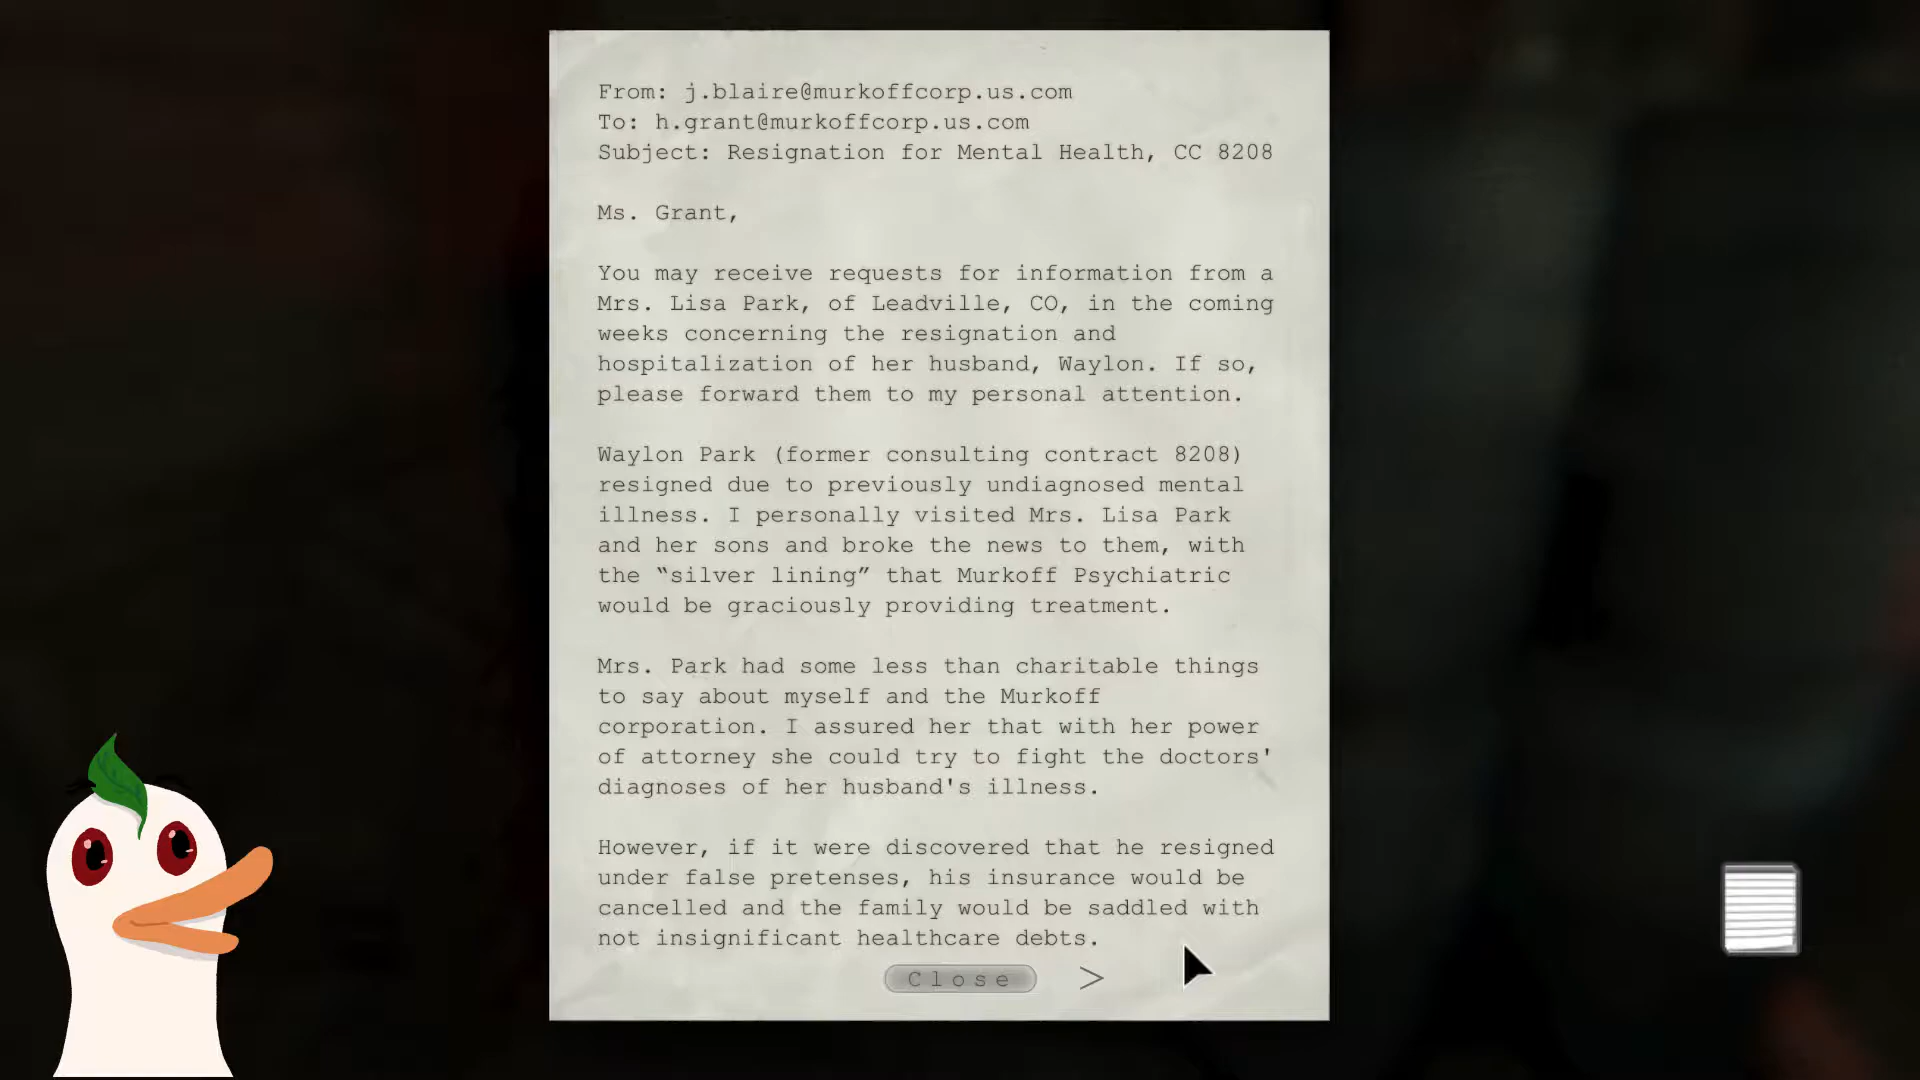 From: j.blaire@murkoffcorp.us.com
To: h.grant@murkoffcorp.us.com
Subject: Resignation for Mental Health, CC 8208
Ms. Grant,
You may receive requests for information from a
Mrs. Lisa Park, of Leadville, CO, in the coming
weeks concerning the resignation and
hospitalization of her husband, Waylon. If so,
please forward them to my personal attention.
Waylon Park (former consulting contract 8208)
resigned due to previously undiagnosed mental
illness. I personally visited Mrs. Lisa Park
and her sons and broke the news to them, with
the “silver lining” that Murkoff Psychiatric
would be graciously providing treatment.
Mrs. Park had some less than charitable things
to say about myself and the Murkoff
corporation. I assured her that with her power
of attorney she could try to fight the doctors'
diagnoses of her husband's illness.
However, if it were discovered that he resigned
under false pretenses, his insurance would be
cancelled and the family would be saddled with
not insignificant healthcare debts.
Close >